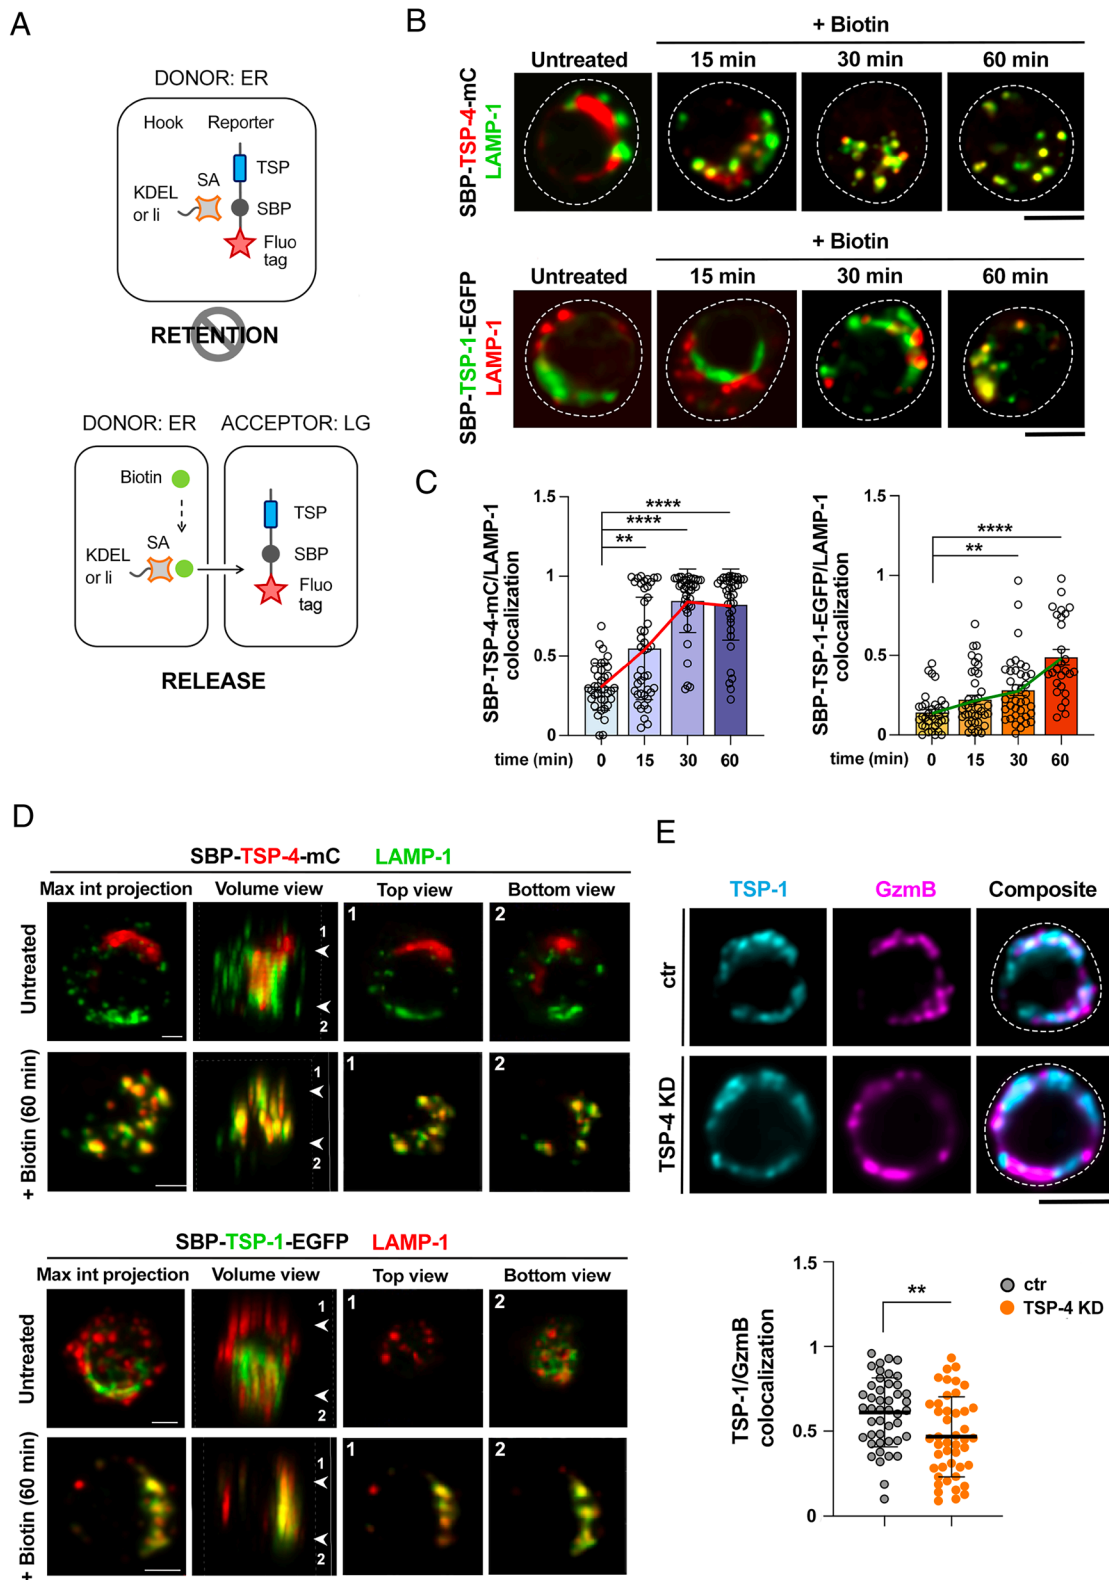 A
DONOR: ER
Hook Reporter
TSP
SA
KDEL
or li
SBP
Fluo
tag
RETENTION
DONOR: ER ACCEPTOR: LG
Biotin
TSP
SA
KDEL
or li
SBP
Fluo
tag
RELEASE
B
+ Biotin
Untreated 15 min 30 min 60 min
SBP-TSP-4-mC
LAMP-1
+ Biotin
Untreated 15 min 30 min 60 min
SBP-TSP-1-EGFP
LAMP-1
C
SBP-TSP-4-mC/LAMP-1
colocalization
1.5
1
0.5
0
****
****
**
time (min) 0 15 30 60
SBP-TSP-1-EGFP/LAMP-1
colocalization
1.5
1
0.5
0
****
**
time (min) 0 15 30 60
D
SBP-TSP-4-mC LAMP-1
Max int projection Volume view Top view Bottom view
Untreated
1
2
1
2
+ Biotin (60 min)
1
2
1
2
SBP-TSP-1-EGFP LAMP-1
Max int projection Volume view Top view Bottom view
Untreated
1
2
1
2
+ Biotin (60 min)
1
2
1
2
E
TSP-1 GzmB Composite
ctr
TSP-4 KD
TSP-1/GzmB
colocalization
1.5
1
0.5
0
**
ctr
TSP-4 KD